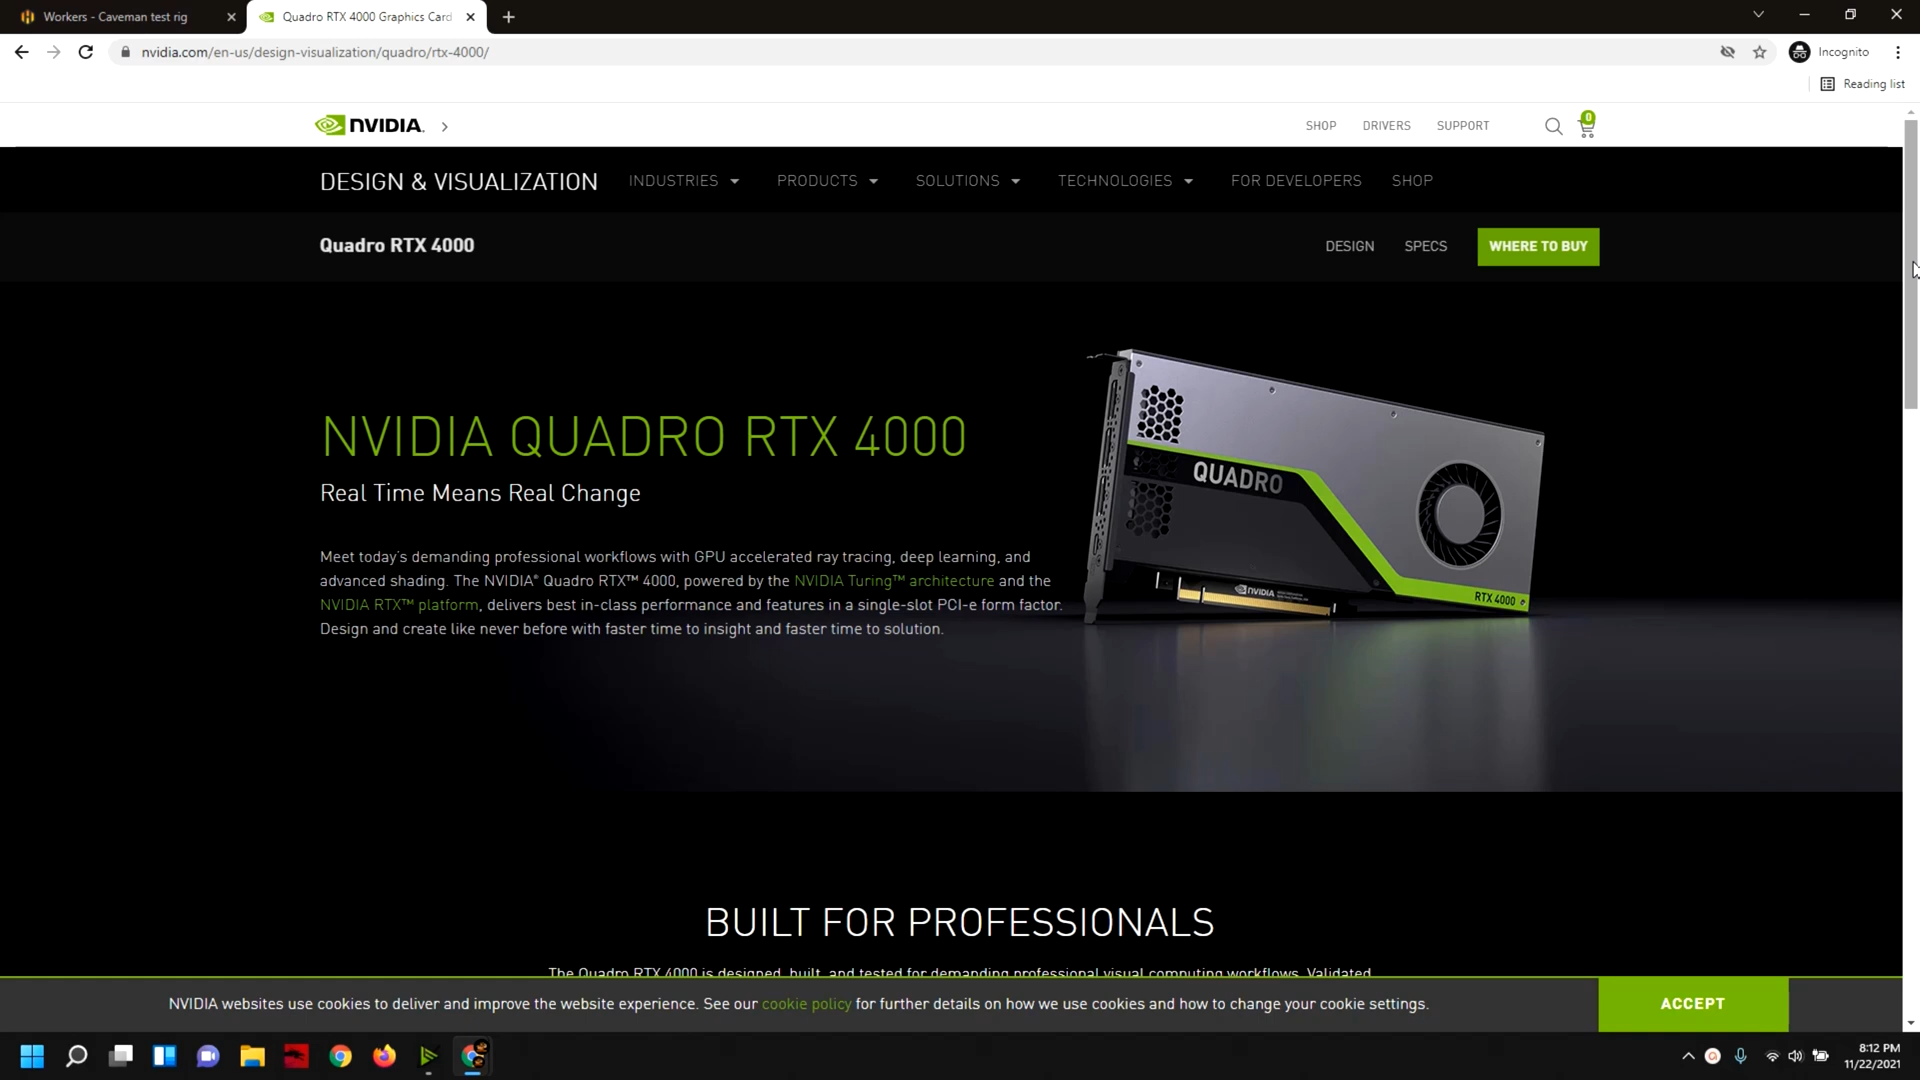 Workers - Caveman test rig
Quadro RTX 4000 Graphics Card
nvidia.com/en-us/design-visualization/quadro/rtx-4000/
Incognito
Reading list
NVIDIA.
SHOP
DRIVERS
SUPPORT
0
DESIGN & VISUALIZATION
INDUSTRIES
PRODUCTS
SOLUTIONS
TECHNOLOGIES
FOR DEVELOPERS
SHOP
Quadro RTX 4000
DESIGN
SPECS
WHERE TO BUY
NVIDIA QUADRO RTX 4000
Real Time Means Real Change
Meet today's demanding professional workflows with GPU accelerated ray tracing, deep learning, and
advanced shading. The NVIDIA® Quadro RTX™ 4000, powered by the NVIDIA Turing™ architecture and the
NVIDIA RTX™ platform, delivers best in-class performance and features in a single-slot PCI-e form factor.
Design and create like never before with faster time to insight and faster time to solution.
QUADRO
NVIDIA
RTX 4000
BUILT FOR PROFESSIONALS
The Quadro RTX 4000 is designed, built, and tested for demanding professional visual computing workflows. Validated
NVIDIA websites use cookies to deliver and improve the website experience. See our cookie policy for further details on how we use cookies and how to change your cookie settings.
ACCEPT
8:12 PM
11/22/2021